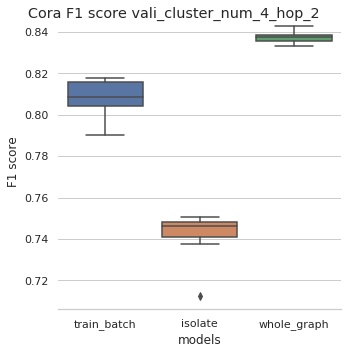 Cora F1 score vali_cluster_num_4_hop_2
0.84
0.82
0.80
0.78
0.76
0.74
0.72
F1 score
train_batch
isolate
whole_graph
models